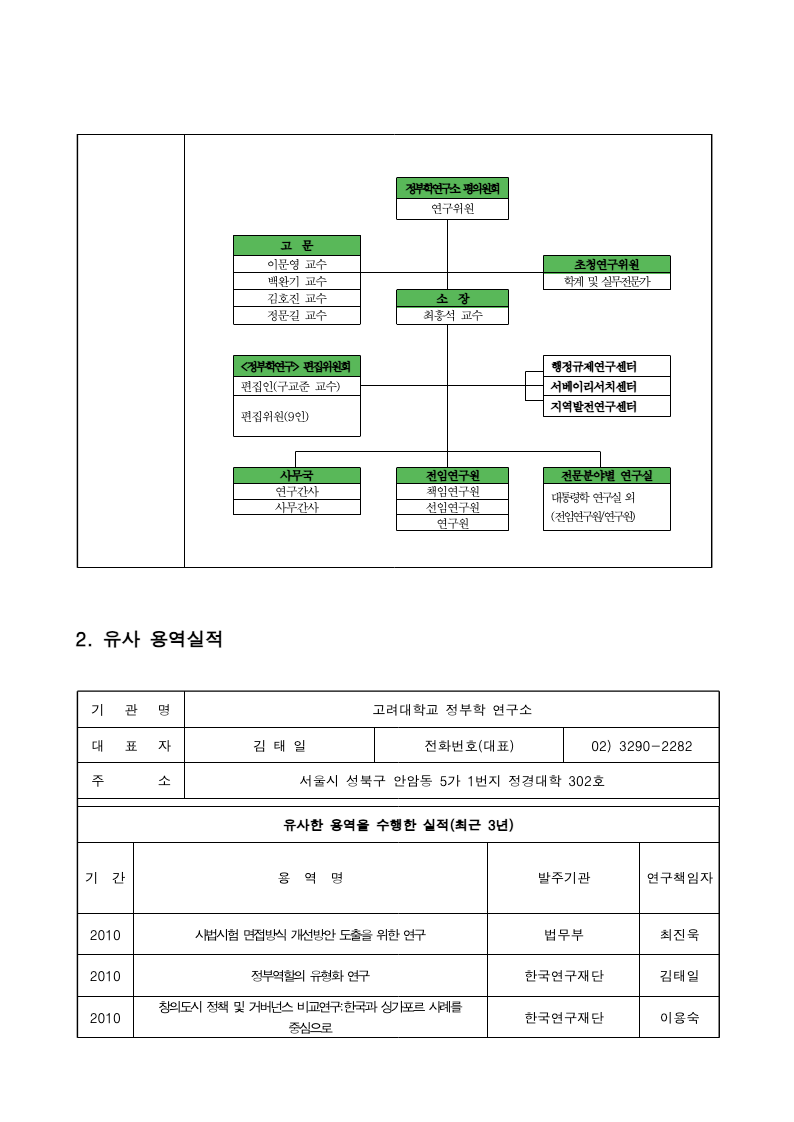 정부학연구소 평의원회
연구위원
고 문
이문영 교수
백완기 교수
김호진 교수
정문길 교수
초청연구위원
학계 및 실무전문가
소 장
최흥석 교수
<정부학연구> 편집위원회
편집인(구교준 교수)
편집위원(9인)
행정규제연구센터
서베이리서치센터
지역발전연구센터
사무국
연구간사
사무간사
전임연구원
책임연구원
선임연구원
연구원
전문분야별 연구실
대통령학 연구실 외
(전임연구원/연구원)
2. 유사 용역실적
기 관 명 고려대학교 정부학 연구소
대 표 자 김 태 일 전화번호(대표) 02) 3290-2282
주 소 서울시 성북구 안암동 5가 1번지 정경대학 302호
유사한 용역을 수행한 실적(최근 3년)
기 간 용 역 명 발주기관 연구책임자
2010 사법시험 면접방식 개선방안 도출을 위한 연구 법무부 최진욱
2010 정부역할의 유형화 연구 한국연구재단 김태일
2010 창의도시 정책 및 거버넌스 비교연구:한국과 싱가포르 사례를 한국연구재단 이응숙
중심으로